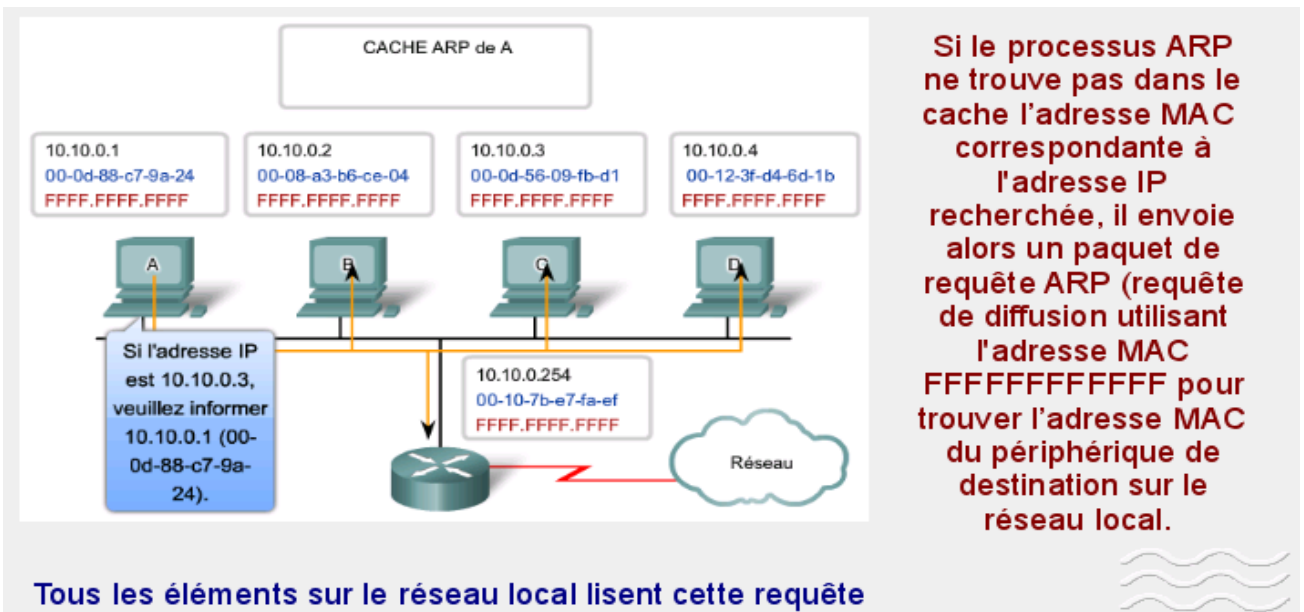 CACHE ARP de A
10.10.0.1
00-0d-88-c7-9a-24
FFFF.FFFF.FFFF
10.10.0.2
00-08-a3-b6-ce-04
FFFF.FFFF.FFFF
10.10.0.3
00-0d-56-09-fb-d1
FFFF.FFFF.FFFF
10.10.0.4
00-12-3f-d4-6d-1b
FFFF.FFFF.FFFF
A
B
C
D
Si l'adresse IP
est 10.10.0.3,
veuillez informer
10.10.0.1 (00-
0d-88-c7-9a-
24).
10.10.0.254
00-10-7b-e7-fa-ef
FFFF.FFFF.FFFF
Réseau
Si le processus ARP
ne trouve pas dans le
cache l'adresse MAC
correspondante à
l'adresse IP
recherchée, il envoie
alors un paquet de
requête ARP (requête
de diffusion utilisant
l'adresse MAC
FFFFFFFFFFFF pour
trouver l'adresse MAC
du périphérique de
destination sur le
réseau local.
Tous les éléments sur le réseau local lisent cette requête